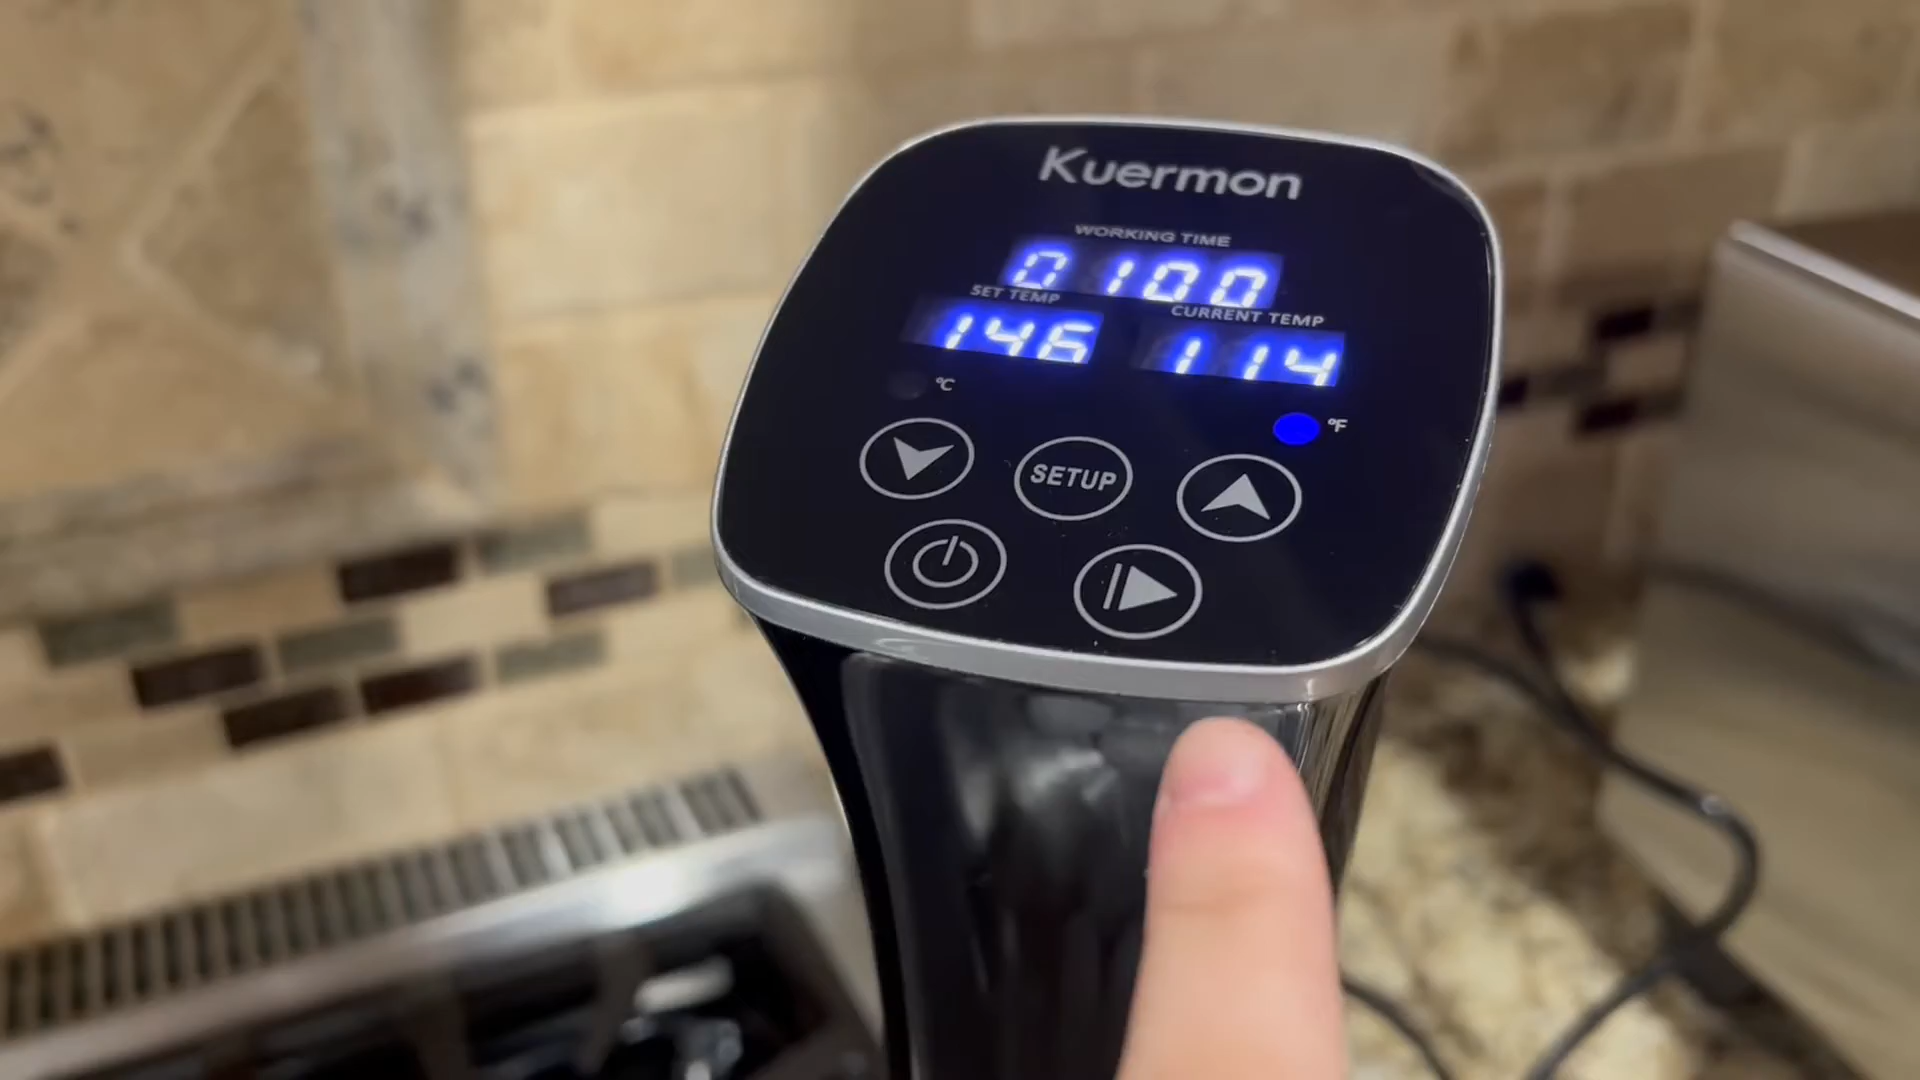 Kuermon
WORKING TIME
0100
SET TEMP
CURRENT TEMP
146
114
°C
°F
SETUP